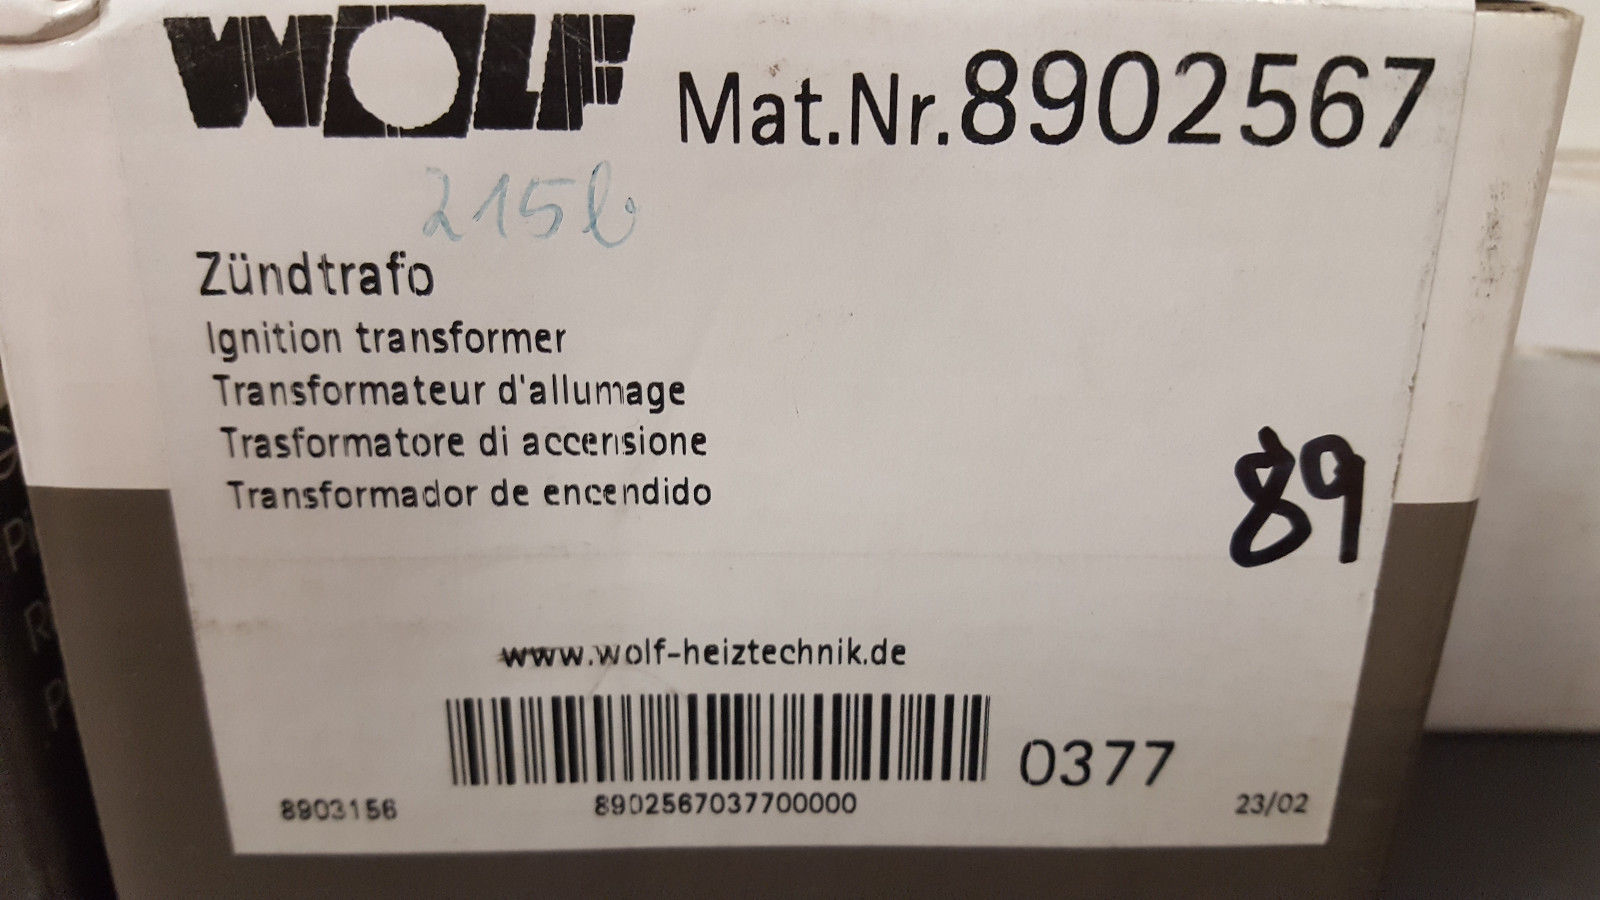 WOLF Mat.Nr.8902567
215b
Zündtrafo
Ignition transformer
Transformateur d'allumage
Trasformatore di accensione
Transformador de encendido
89
www.wolf-heiztechnik.de
0377
8903156 8902567037700000 23/02